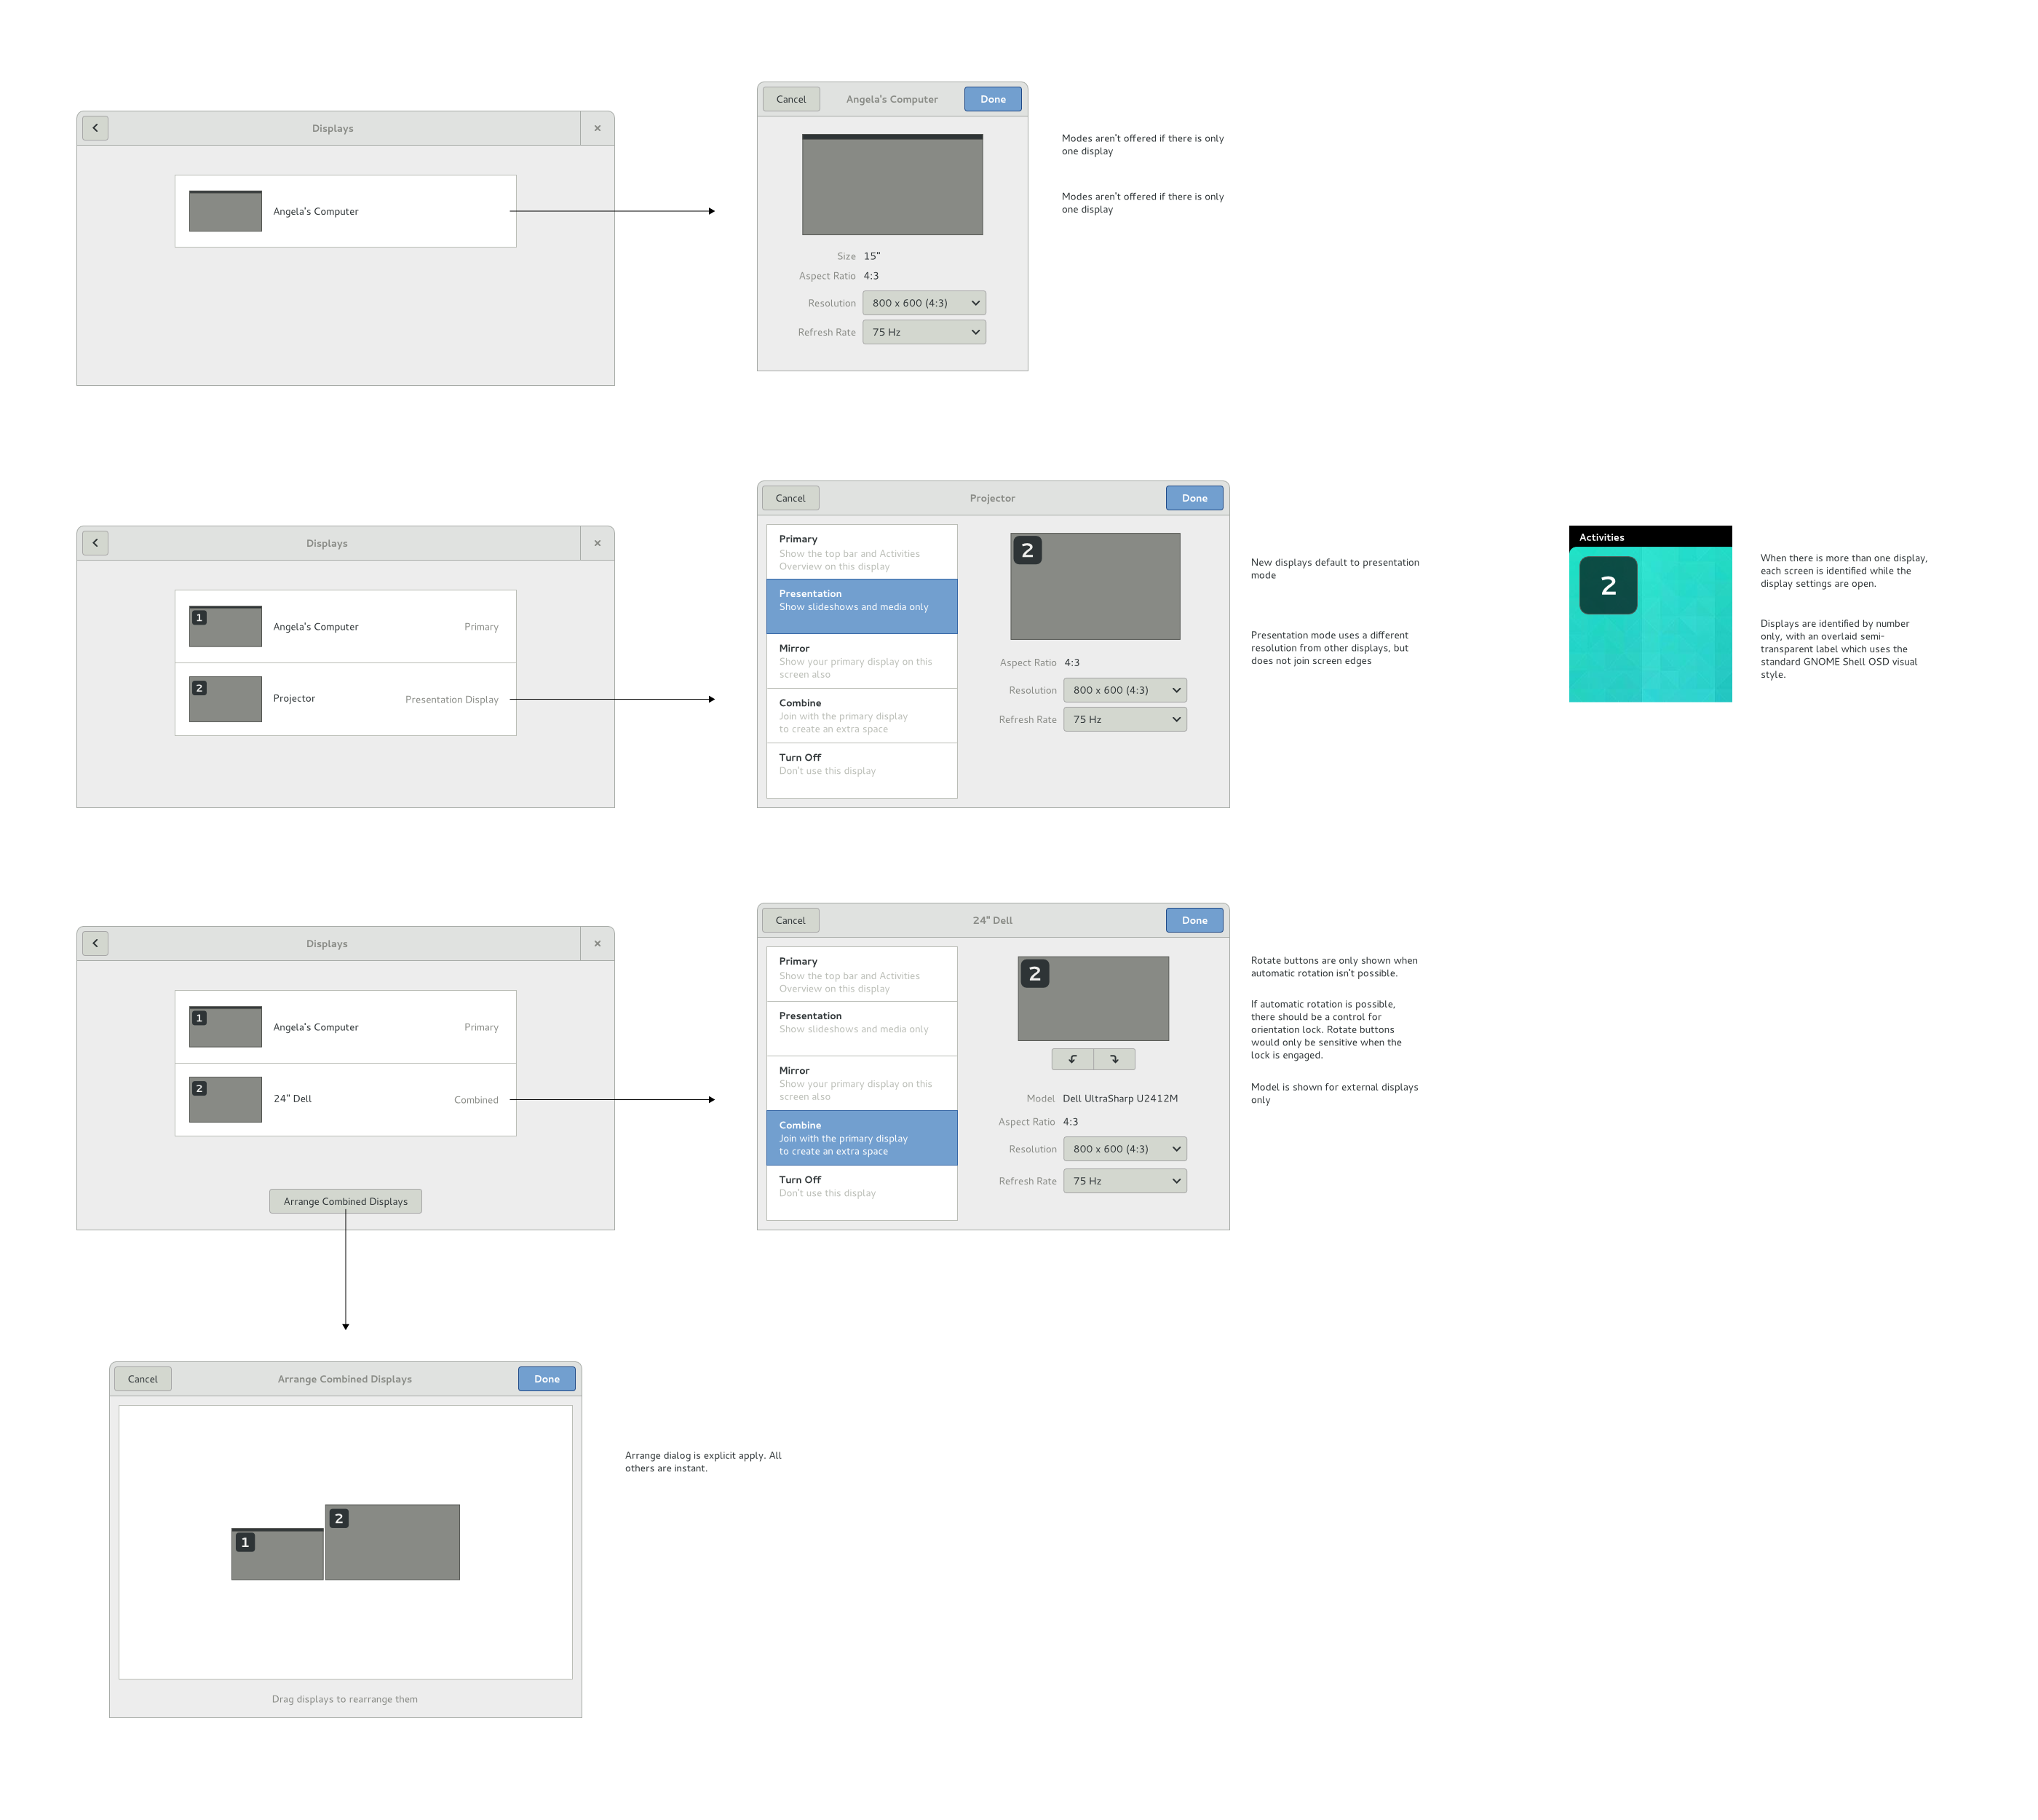 Displays
×
Angela's Computer
Cancel
Angela's Computer
Done
Size 15"
Aspect Ratio 4:3
Resolution 800 x 600 (4:3)
Refresh Rate 75 Hz
Modes aren't offered if there is only
one display
Modes aren't offered if there is only
one display
Displays
×
1
Angela's Computer
Primary
2
Projector
Presentation Display
Cancel
Projector
Done
Primary
Show the top bar and Activities
Overview on this display
Presentation
Show slideshows and media only
Mirror
Show your primary display on this
screen also
Combine
Join with the primary display
to create an extra space
Turn Off
Don't use this display
2
Aspect Ratio 4:3
Resolution 800 x 600 (4:3)
Refresh Rate 75 Hz
New displays default to presentation
mode
Presentation mode uses a different
resolution from other displays, but
does not join screen edges
Activities
2
When there is more than one display,
each screen is identified while the
display settings are open.
Displays are identified by number
only, with an overlaid semi-
transparent label which uses the
standard GNOME Shell OSD visual
style.
Displays
×
1
Angela's Computer
Primary
2
24" Dell
Combined
Arrange Combined Displays
Cancel
24" Dell
Done
Primary
Show the top bar and Activities
Overview on this display
Presentation
Show slideshows and media only
Mirror
Show your primary display on this
screen also
Combine
Join with the primary display
to create an extra space
Turn Off
Don't use this display
2
Model Dell UltraSharp U2412M
Aspect Ratio 4:3
Resolution 800 x 600 (4:3)
Refresh Rate 75 Hz
Rotate buttons are only shown when
automatic rotation isn't possible.
If automatic rotation is possible,
there should be a control for
orientation lock. Rotate buttons
would only be sensitive when the
lock is engaged.
Model is shown for external displays
only
Cancel
Arrange Combined Displays
Done
1
2
Drag displays to rearrange them
Arrange dialog is explicit apply. All
others are instant.